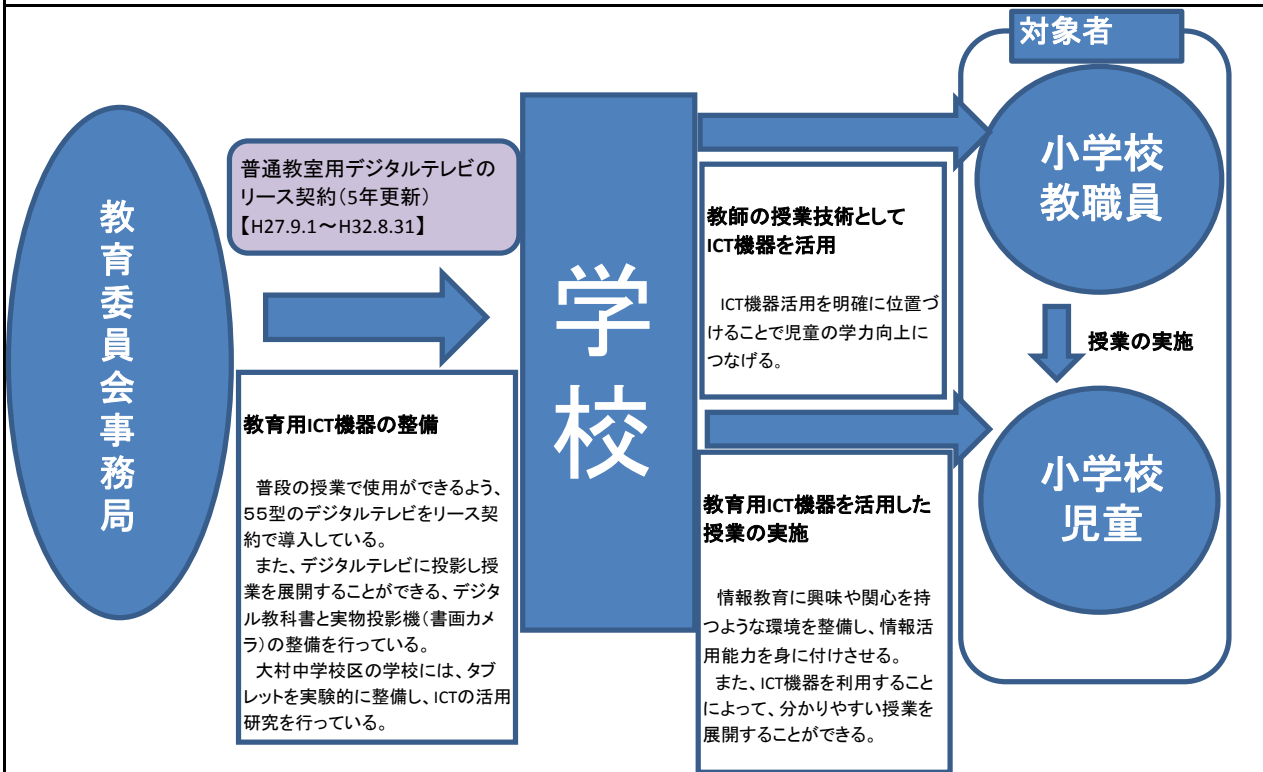 教育委員会事務局
普通教室用デジタルテレビの
リース契約(5年更新)
【H27.9.1～H32.8.31】
教育用ICT機器の整備
普段の授業で使用ができるよう、
55型のデジタルテレビをリース契
約で導入している。
また、デジタルテレビに投影し授
業を展開することができる、デジタ
ル教科書と実物投影機(書画カメ
ラ)の整備を行っている。
大村中学校区の学校には、タブ
レットを実験的に整備し、ICTの活用
研究を行っている。
学校
教師の授業技術として
ICT機器を活用
ICT機器活用を明確に位置づ
けることで児童の学力向上に
つなげる。
教育用ICT機器を活用した
授業の実施
情報教育に興味や関心を持
つような環境を整備し、情報活
用能力を身に付けさせる。
また、ICT機器を利用すること
によって、分かりやすい授業を
展開することができる。
対象者
小学校
教職員
授業の実施
小学校
児童